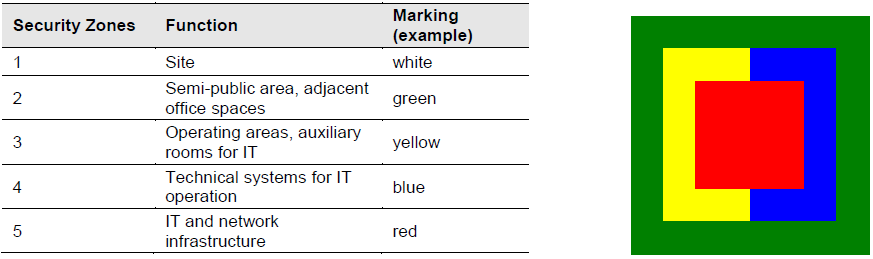 Security Zones Function Marking
(example)
1 Site white
2 Semi-public area, adjacent
office spaces green
3 Operating areas, auxiliary
rooms for IT yellow
4 Technical systems for IT
operation blue
5 IT and network
infrastructure red